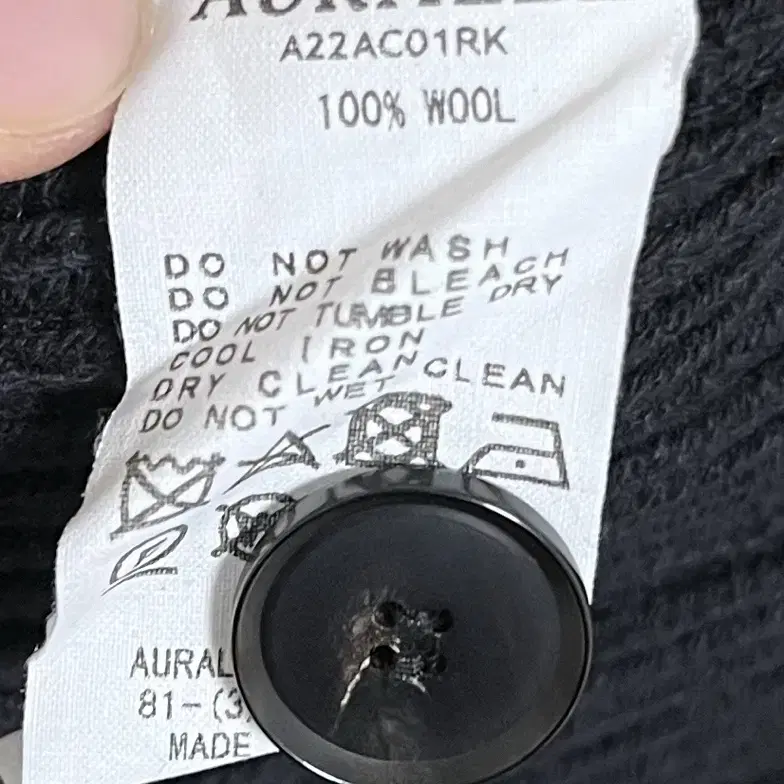 A22AC01RK
100% WOOL
DO NOT WASH
DO NOT BLEACH
DO NOT TUMBLE DRY
COOL IRON
DRY CLEAN
DO NOT WET CLEAN
P
AURAL
81-(3
MADE